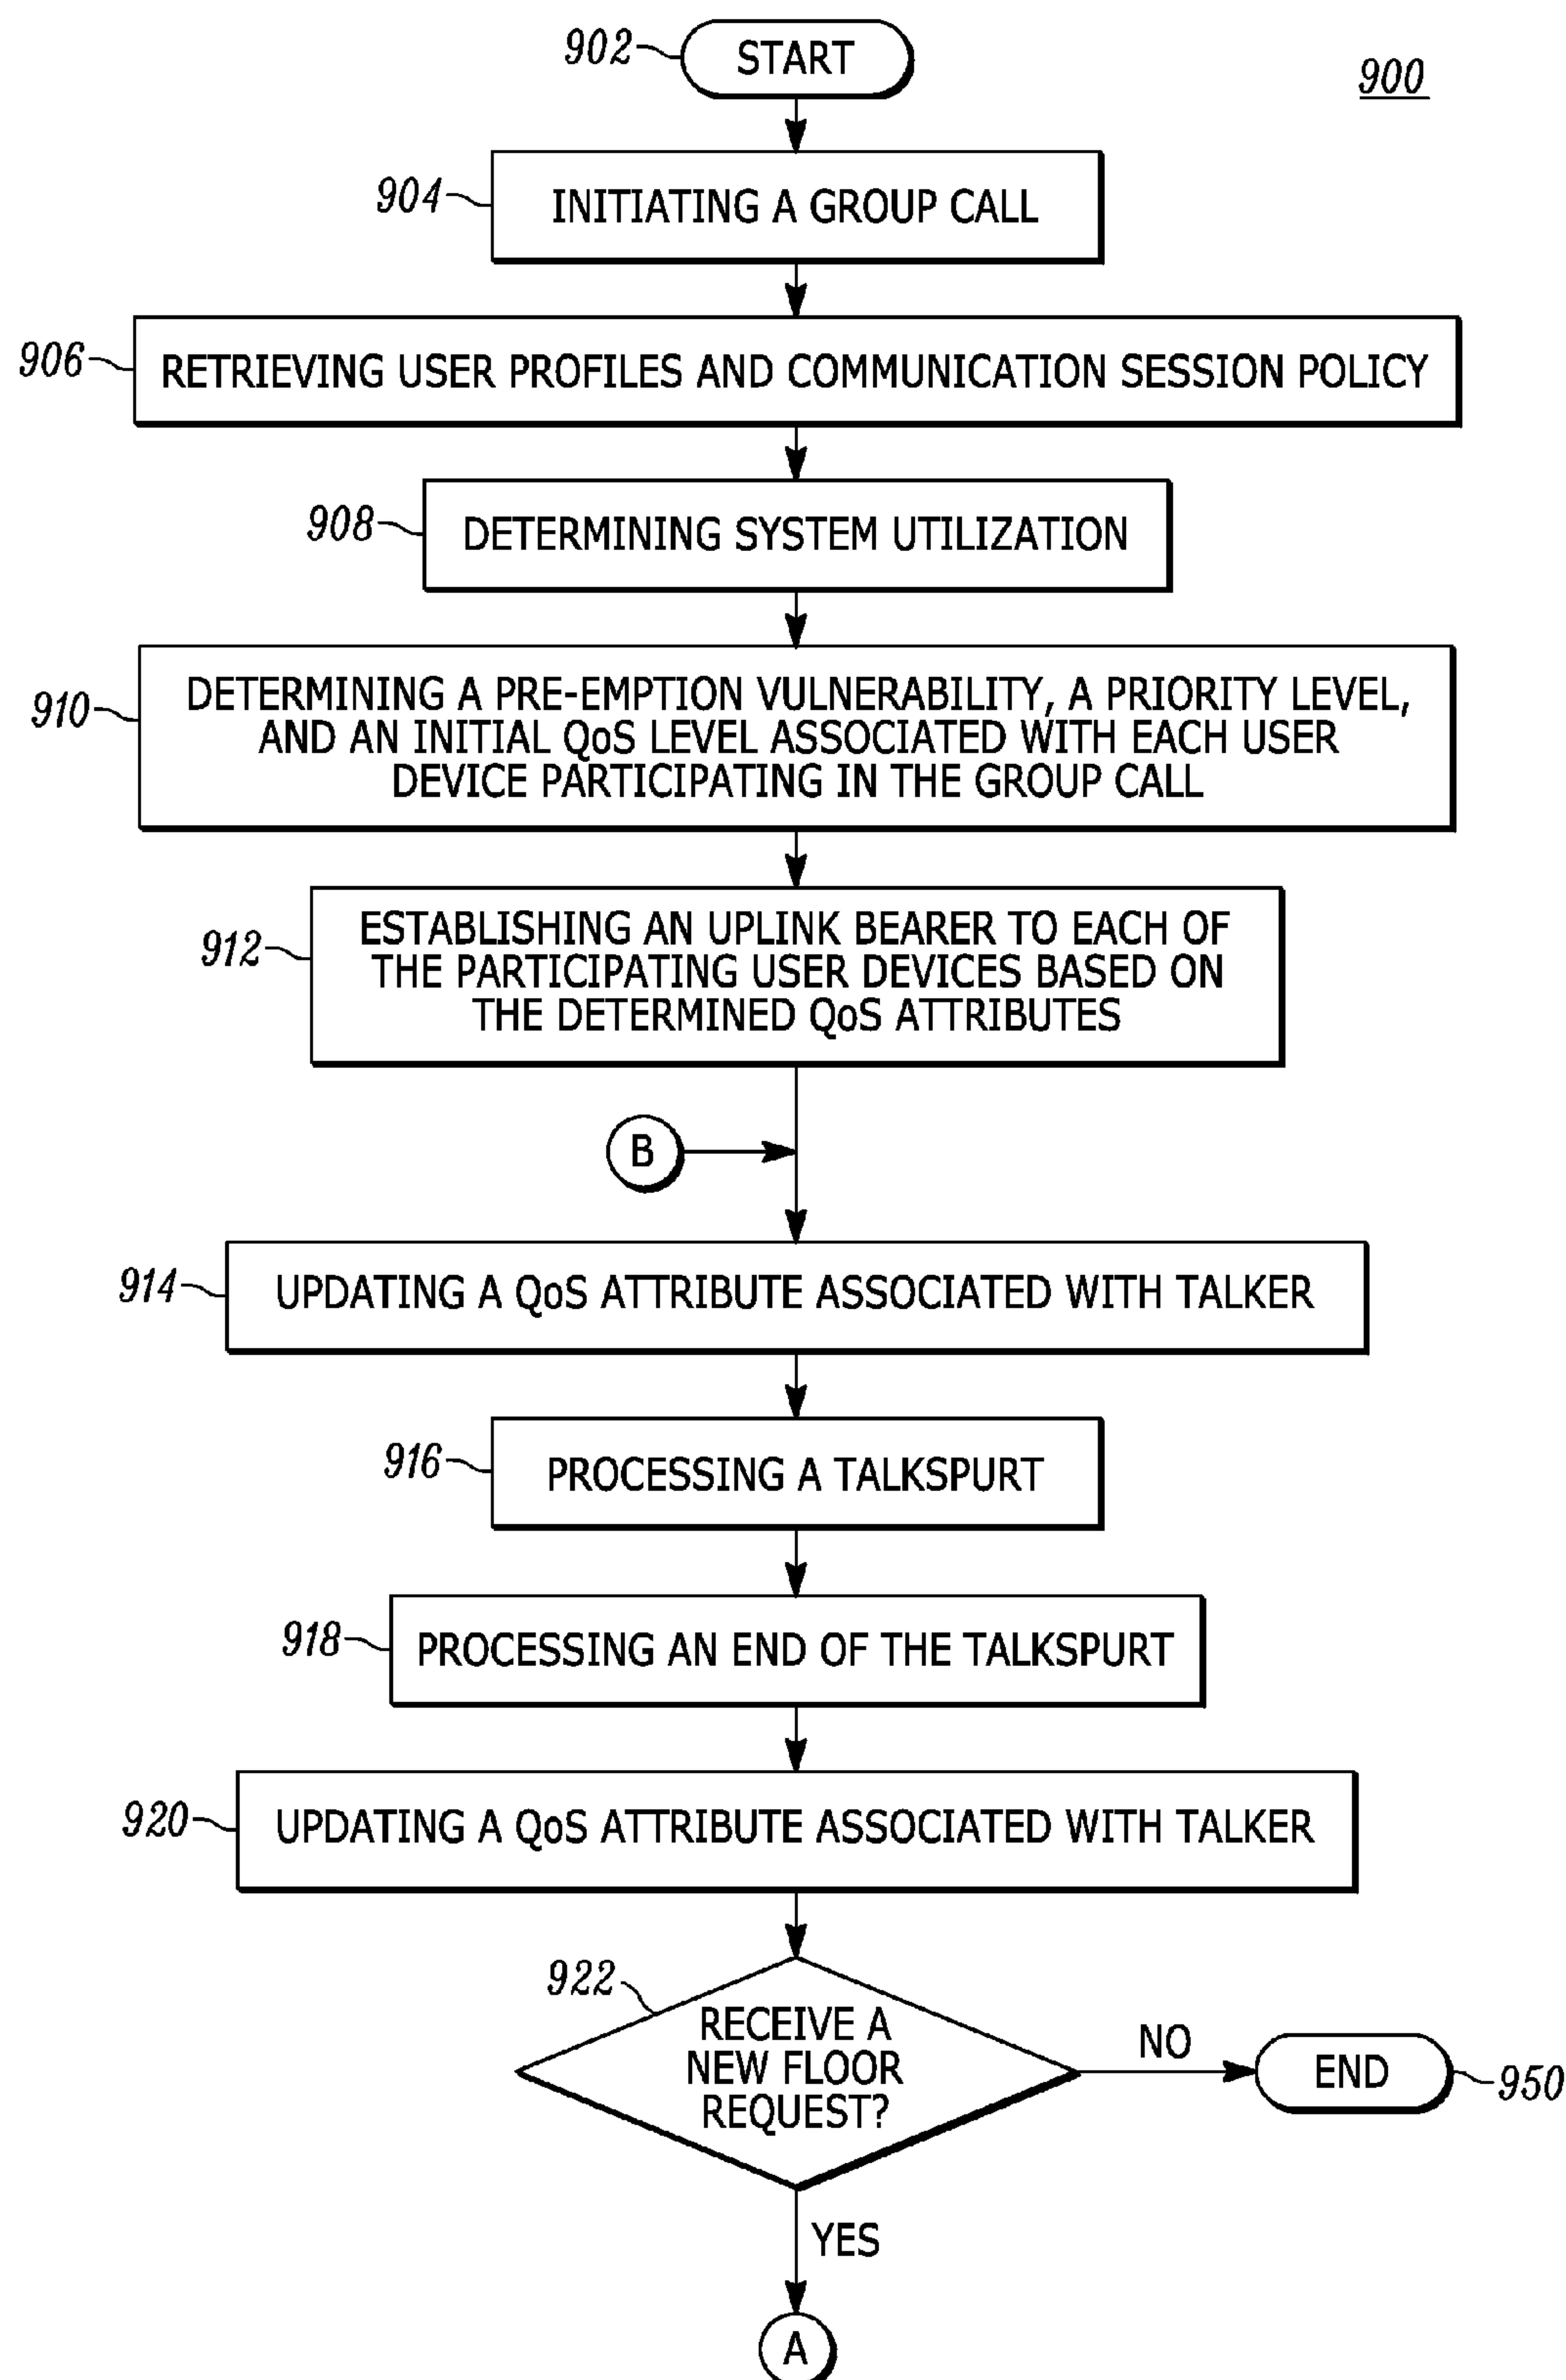 902
START
900
904
INITIATING A GROUP CALL
906
RETRIEVING USER PROFILES AND COMMUNICATION SESSION POLICY
908
DETERMINING SYSTEM UTILIZATION
910
DETERMINING A PRE-EMPTION VULNERABILITY, A PRIORITY LEVEL,
AND AN INITIAL QoS LEVEL ASSOCIATED WITH EACH USER
DEVICE PARTICIPATING IN THE GROUP CALL
912
ESTABLISHING AN UPLINK BEARER TO EACH OF
THE PARTICIPATING USER DEVICES BASED ON
THE DETERMINED QoS ATTRIBUTES
B
914
UPDATING A QoS ATTRIBUTE ASSOCIATED WITH TALKER
916
PROCESSING A TALKSPURT
918
PROCESSING AN END OF THE TALKSPURT
920
UPDATING A QoS ATTRIBUTE ASSOCIATED WITH TALKER
922
RECEIVE A
NEW FLOOR
REQUEST?
NO
END
950
YES
A